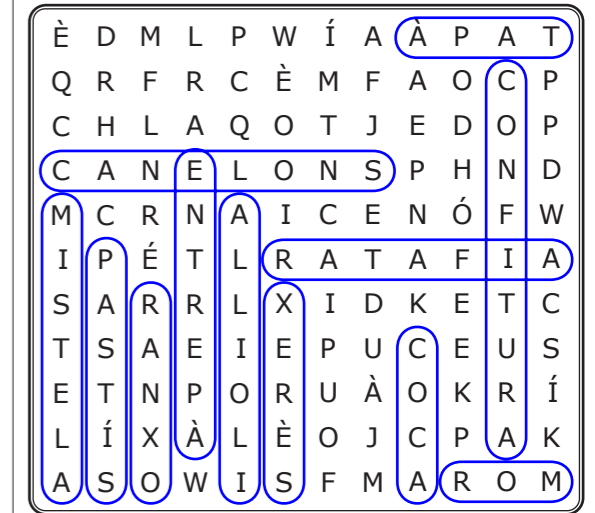 È D M L P W Í A À P A T
Q R F R C È M F A O C P
C H L A Q O T J E D O P
C A N E L O N S P H N D
M C R N A I C E N Ó F W
I P É T L R A T A F I A
S A R R L X I D K E T C
T S A E I E P U C E U S
E T N P O R U À O K R Í
L Í X À L È O J C P A K
A S O W I S F M A R O M